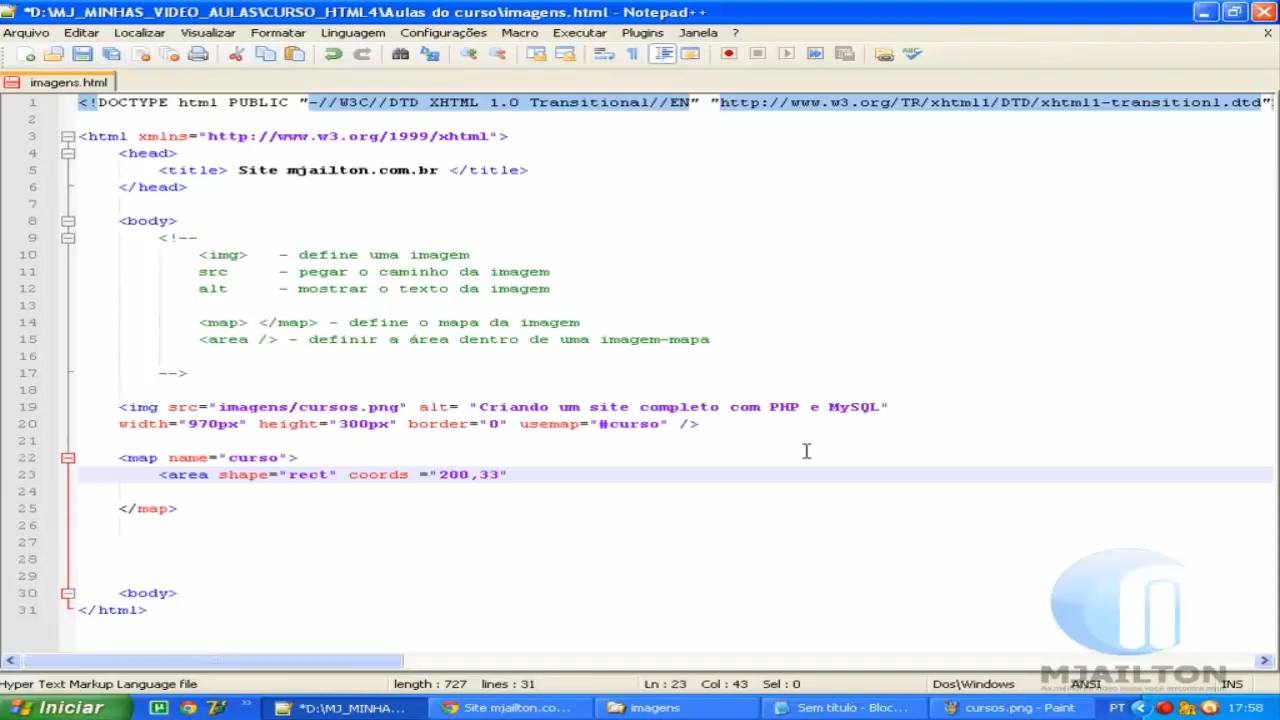 *D:\MJ_MINHAS_VIDEO_AULAS\CURSO_HTML4\Aulas do curso\imagens.html - Notepad++
Arquivo Editar Localizar Visualizar Formatar Linguagem Configurações Macro Executar Plugins Janela ? X
imagens.html
1 <!DOCTYPE html PUBLIC "-//W3C//DTD XHTML 1.0 Transitional//EN" "http://www.w3.org/TR/xhtml1/DTD/xhtml1-transition1.dtd"
2
3 <html xmlns="http://www.w3.org/1999/xhtml">
4 <head>
5 <title> Site mjailton.com.br </title>
6 </head>
7
8 <body>
9 <!--
10 <img> - define uma imagem
11 src - pegar o caminho da imagem
12 alt - mostrar o texto da imagem
13
14 <map> </map> - define o mapa da imagem
15 <area /> - definir a área dentro de uma imagem-mapa
16
17 -->
18
19 <img src="imagens/cursos.png" alt= "Criando um site completo com PHP e MySQL"
20 width="970px" height="300px" border="0" usemap="#curso" />
21
22 <map name="curso">
23 <area shape="rect" coords ="200,33"
24
25 </map>
26
27
28
29
30 <body>
31 </html>
MJAILTON
Hyper Text Markup Language file length : 727 lines : 31 Ln : 23 Col : 43 Sel : 0 Dos\Windows ANSI INS
Iniciar *D:\MJ_MINHA... Site mjailton.co... imagens Sem título - Bloc... cursos.png - Paint PT 17:58